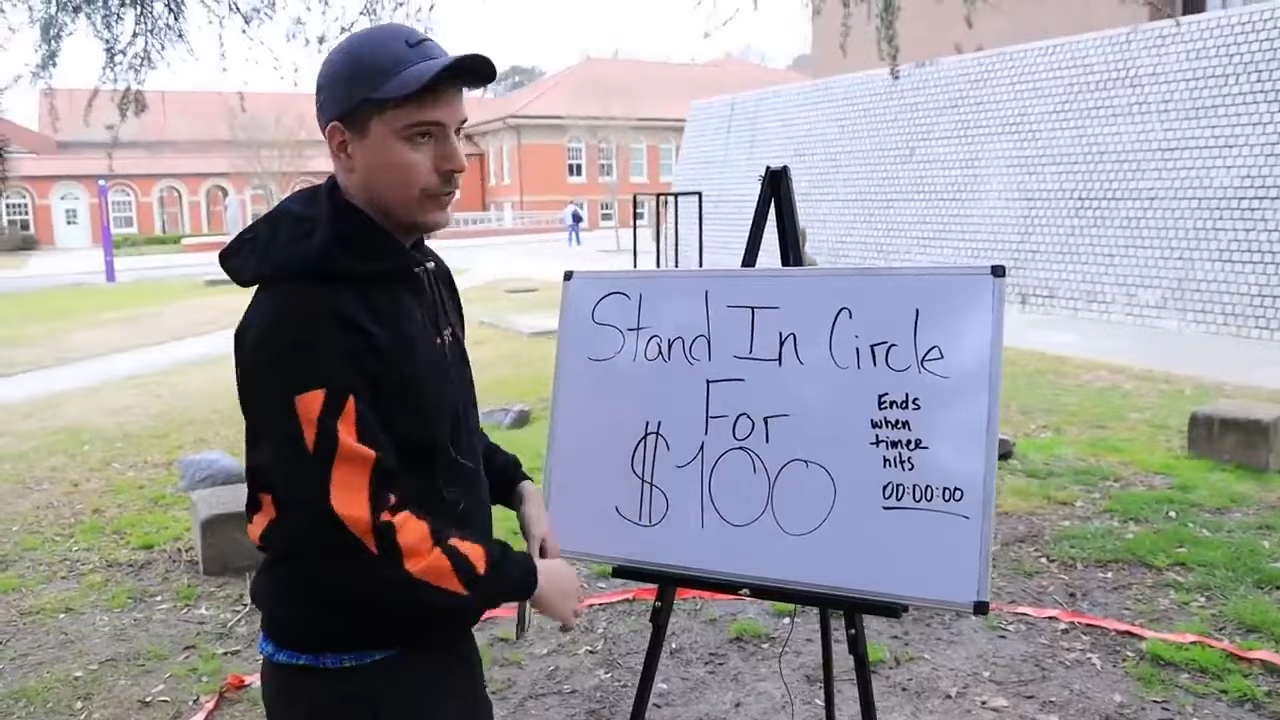 Stand In Circle
For
$100
Ends
when
timer
hits
00:00:00